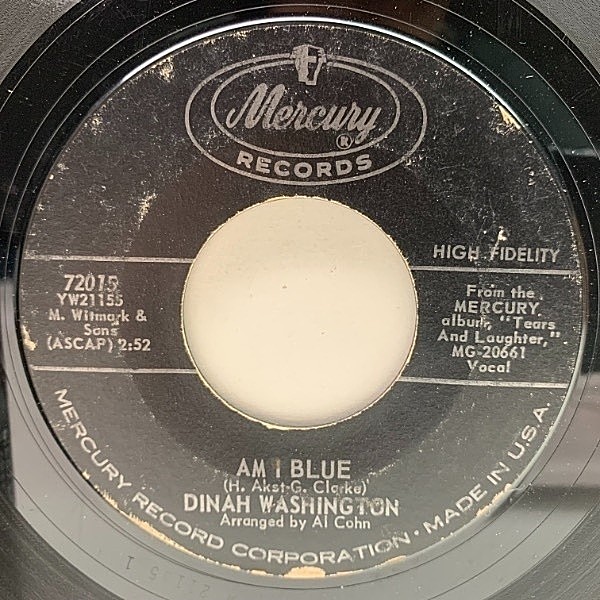 Mercury
®
RECORDS
HIGH FIDELITY
72015
YW21155
M. Witmark &
Sons
(ASCAP) 2:52
From the
MERCURY
album, "Tears
And Laughter,"
MG-20661
Vocal
AM I BLUE
(H. Akst-G. Clarke)
DINAH WASHINGTON
Arranged by Al Cohn
MERCURY RECORD CORPORATION • MADE IN U.S.A.